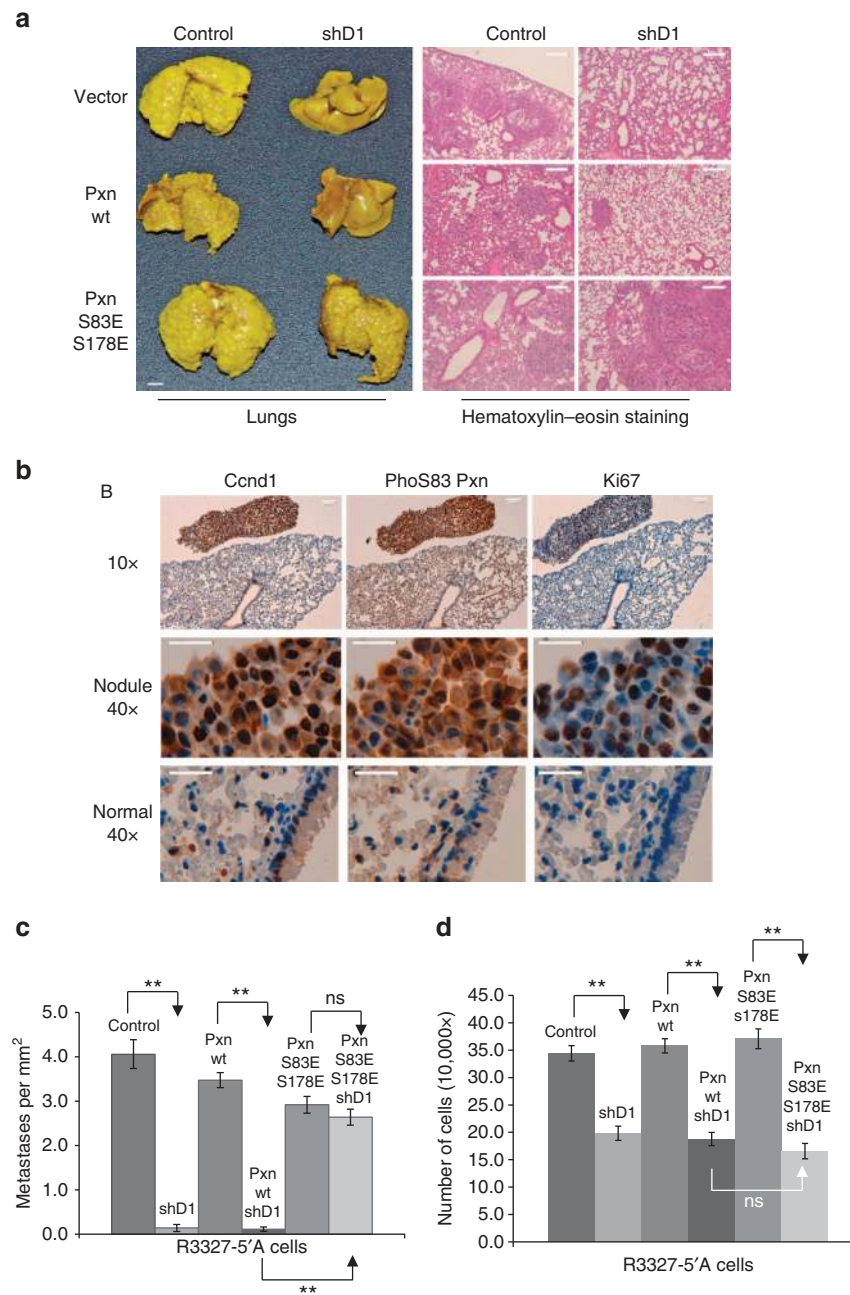 a
Control shD1 Control shD1
Vector
Pxn
wt
Pxn
S83E
S178E
Lungs Hematoxylin–eosin staining
b
B Ccnd1 PhoS83 Pxn Ki67
10×
Nodule
40×
Normal
40×
c
** ** ns
5.0
4.0
3.0
2.0
1.0
0.0
Metastases per mm²
Control
shD1
Pxn
wt
Pxn
wt
shD1
Pxn
S83E
S178E
Pxn
S83E
S178E
shD1
R3327-5′A cells
**
d
** ** **
45.0
40.0
35.0
30.0
25.0
20.0
15.0
10.0
5.0
0.0
Number of cells (10,000×)
Control
shD1
Pxn
wt
Pxn
wt
shD1
Pxn
S83E
s178E
Pxn
S83E
S178E
shD1
ns
R3327-5′A cells